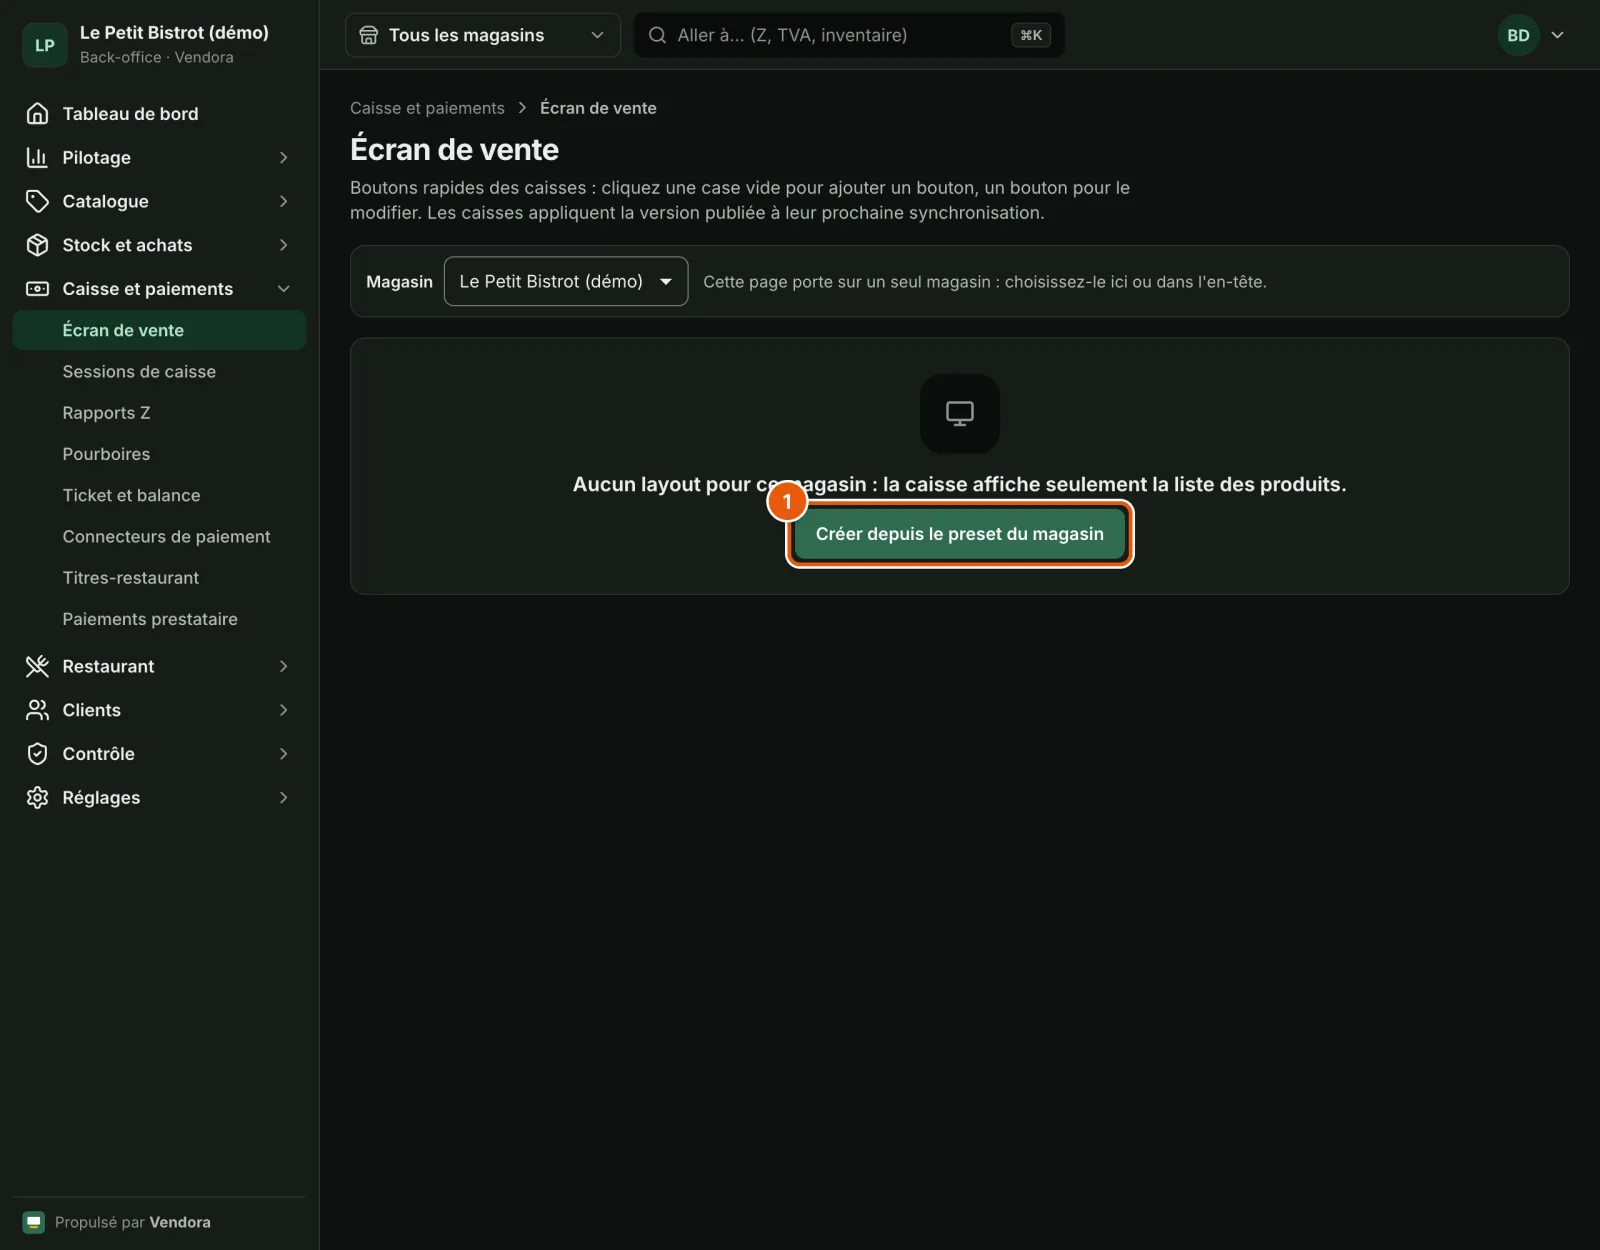 LP
Le Petit Bistrot (démo)
Back-office · Vendora
Tous les magasins
Aller à... (Z, TVA, inventaire)
⌘K
BD
Tableau de bord
Pilotage
Catalogue
Stock et achats
Caisse et paiements
Écran de vente
Sessions de caisse
Rapports Z
Pourboires
Ticket et balance
Connecteurs de paiement
Titres-restaurant
Paiements prestataire
Restaurant
Clients
Contrôle
Réglages
Propulsé par Vendora
Caisse et paiements > Écran de vente
Écran de vente
Boutons rapides des caisses : cliquez une case vide pour ajouter un bouton, un bouton pour le
modifier. Les caisses appliquent la version publiée à leur prochaine synchronisation.
Magasin Le Petit Bistrot (démo) Cette page porte sur un seul magasin : choisissez-le ici ou dans l'en-tête.
Aucun layout pour ce magasin : la caisse affiche seulement la liste des produits.
1
Créer depuis le preset du magasin